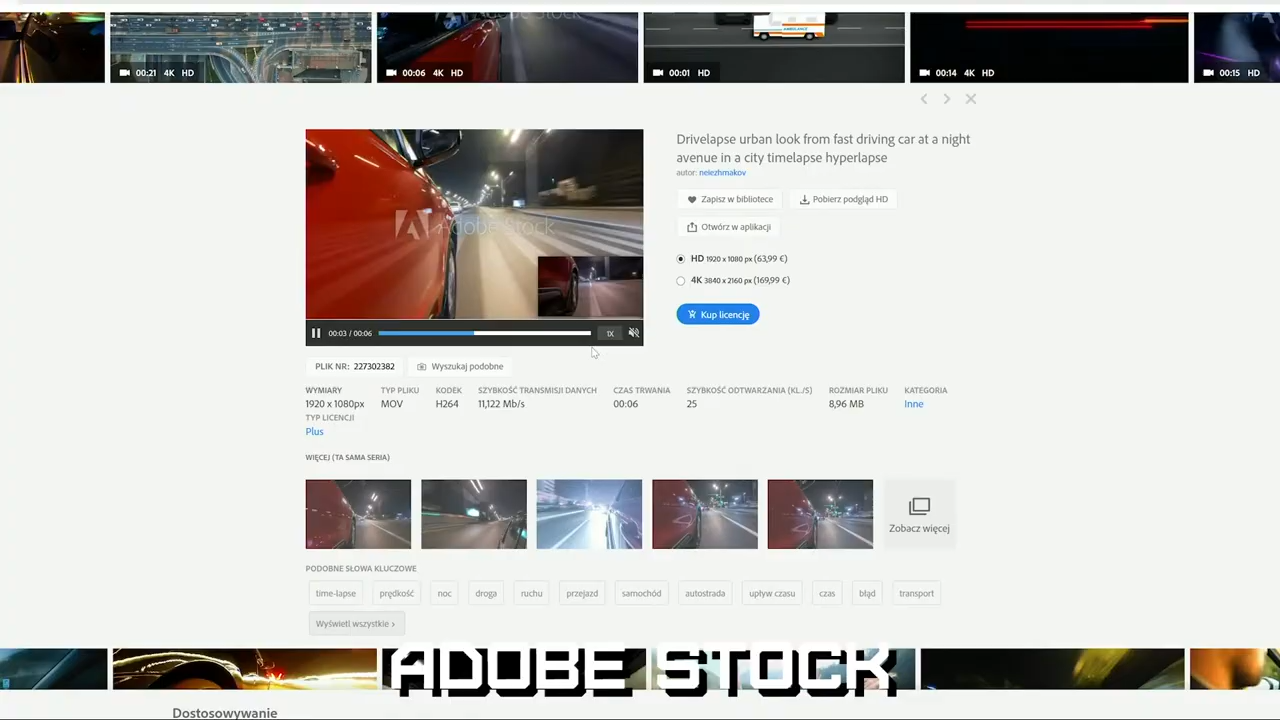 Adobe Stock
00:21 4K HD
00:06 4K HD
AMBULANCE
00:01 HD
00:14 4K HD
00:15 HD
Drivelapse urban look from fast driving car at a night
avenue in a city timelapse hyperlapse
autor: neiezhmakov
Zapisz w bibliotece
Pobierz podgląd HD
Otwórz w aplikacji
HD 1920 x 1080 px (63,99 €)
4K 3840 x 2160 px (169,99 €)
Kup licencję
Adobe Stock
00:03 / 00:06
1X
PLIK NR: 227302382
Wyszukaj podobne
WYMIARY
1920 x 1080px
TYP PLIKU
MOV
KODEK
H264
SZYBKOŚĆ TRANSMISJI DANYCH
11,122 Mb/s
CZAS TRWANIA
00:06
SZYBKOŚĆ ODTWARZANIA (KL./S)
25
ROZMIAR PLIKU
8,96 MB
KATEGORIA
Inne
TYP LICENCJI
Plus
WIĘCEJ (TA SAMA SERIA)
Zobacz więcej
PODOBNE SŁOWA KLUCZOWE
time-lapse
prędkość
noc
droga
ruchu
przejazd
samochód
autostrada
upływ czasu
czas
błąd
transport
Wyświetl wszystkie >
ADOBE STOCK
Dostosowywanie